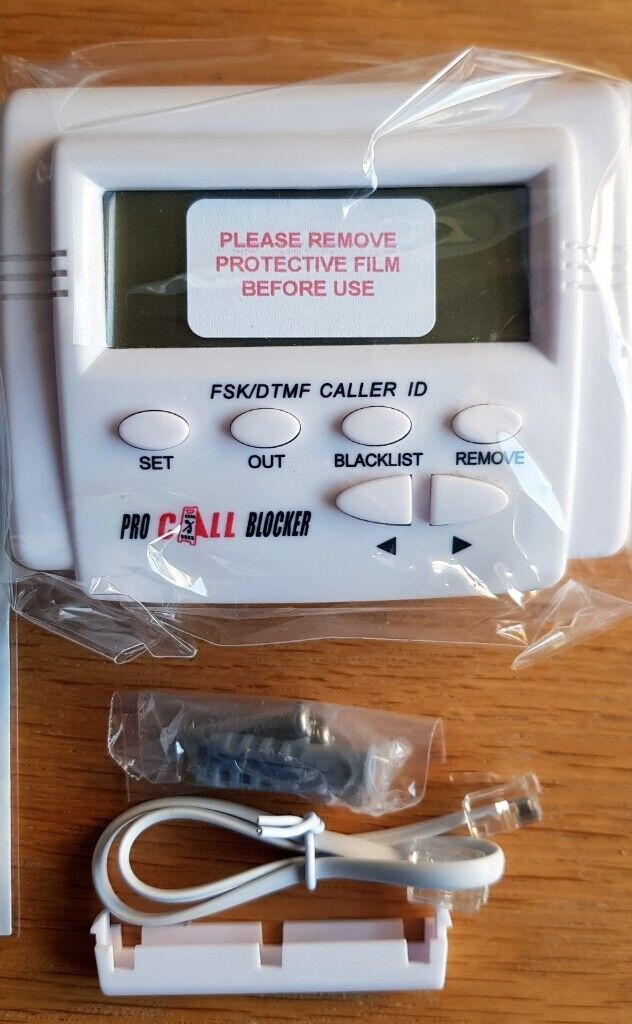 PLEASE REMOVE
PROTECTIVE FILM
BEFORE USE
FSK/DTMF CALLER ID
SET OUT BLACKLIST REMOVE
PRO CALL BLOCKER